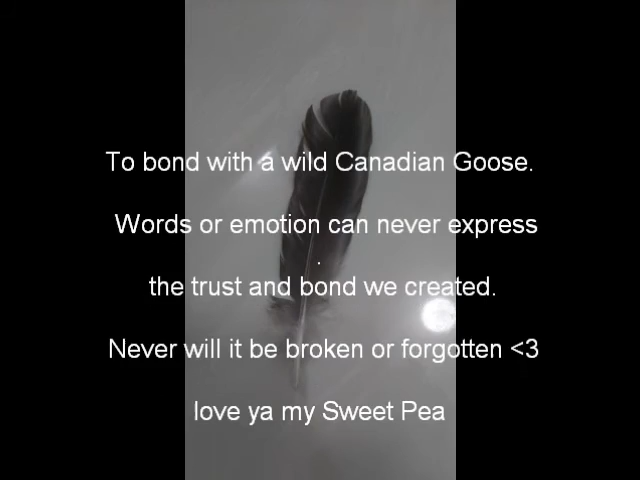 To bond with a wild Canadian Goose.
Words or emotion can never express
.
the trust and bond we created.
Never will it be broken or forgotten <3
love ya my Sweet Pea